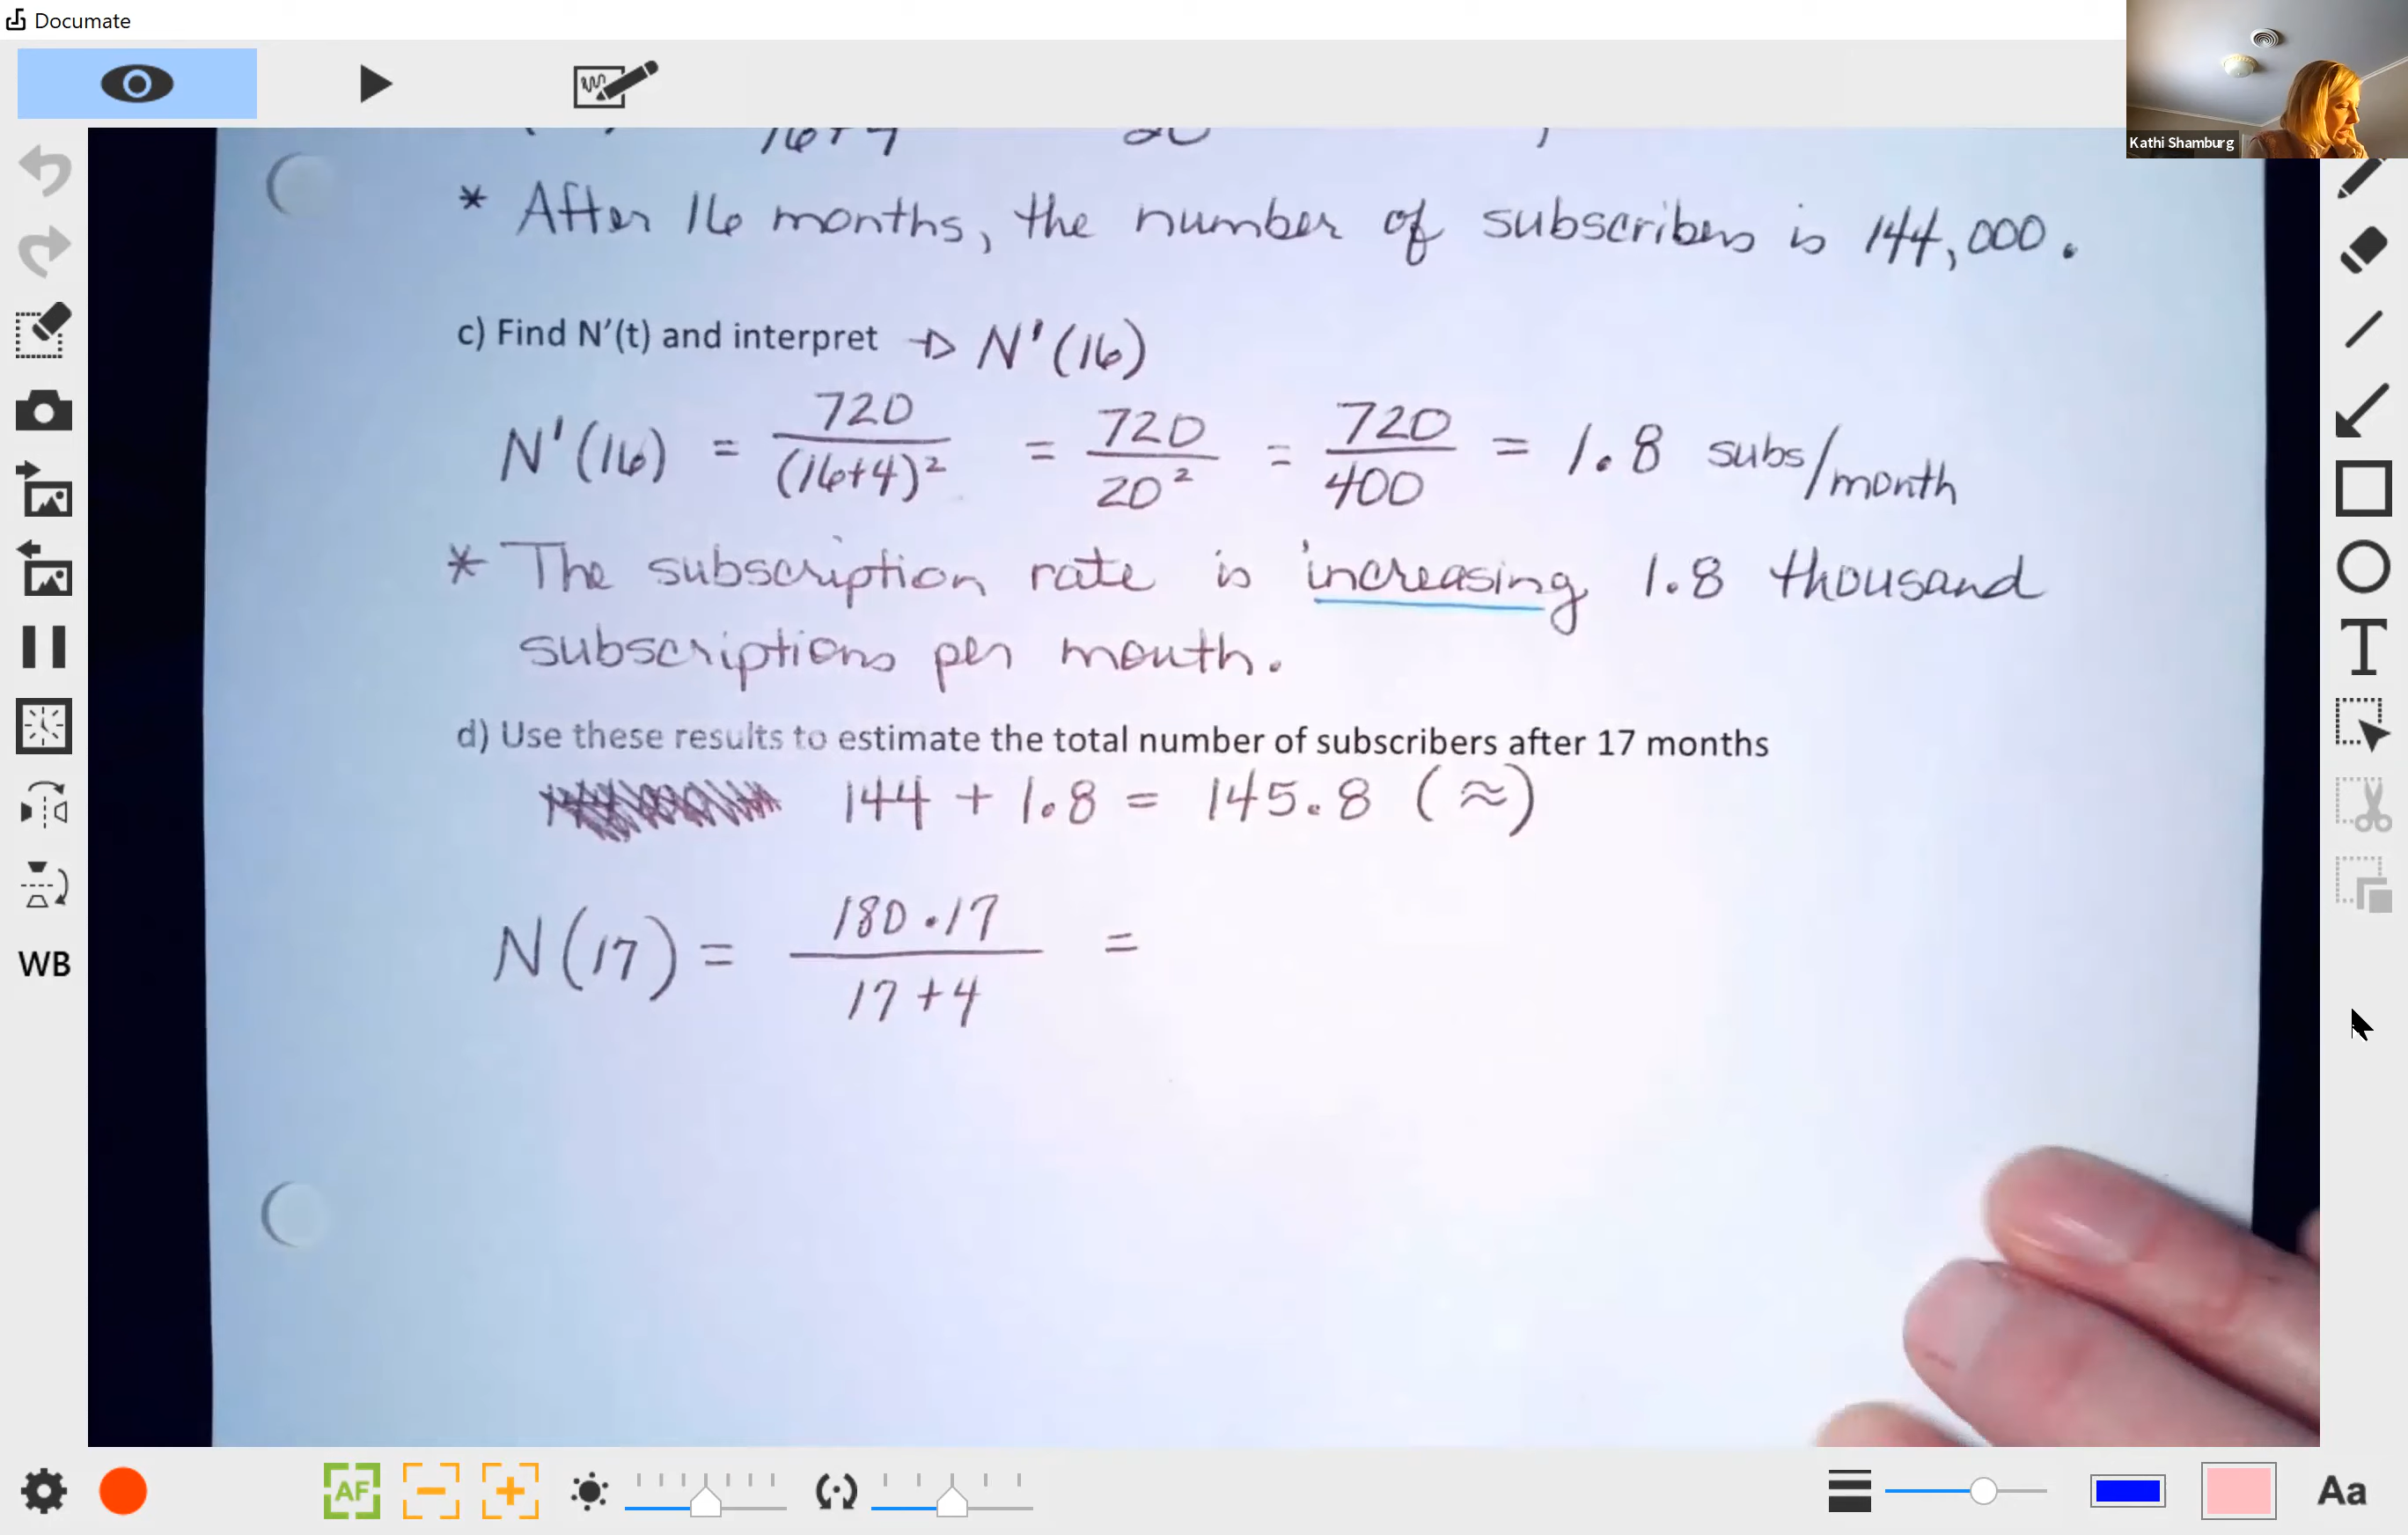 Documate
Kathi Shamburg
16+4 20
* After 16 months, the number of subscribers is 144,000.
c) Find N'(t) and interpret → N'(16)
N'(16) = 720/(16+4)² = 720/20² = 720/400 = 1.8 subs/month
* The subscription rate is increasing 1.8 thousand
subscriptions per month.
d) Use these results to estimate the total number of subscribers after 17 months
144 + 1.8 = 145.8 (≈)
N(17) = 180·17/17+4 =
WB
T
AF
Aa